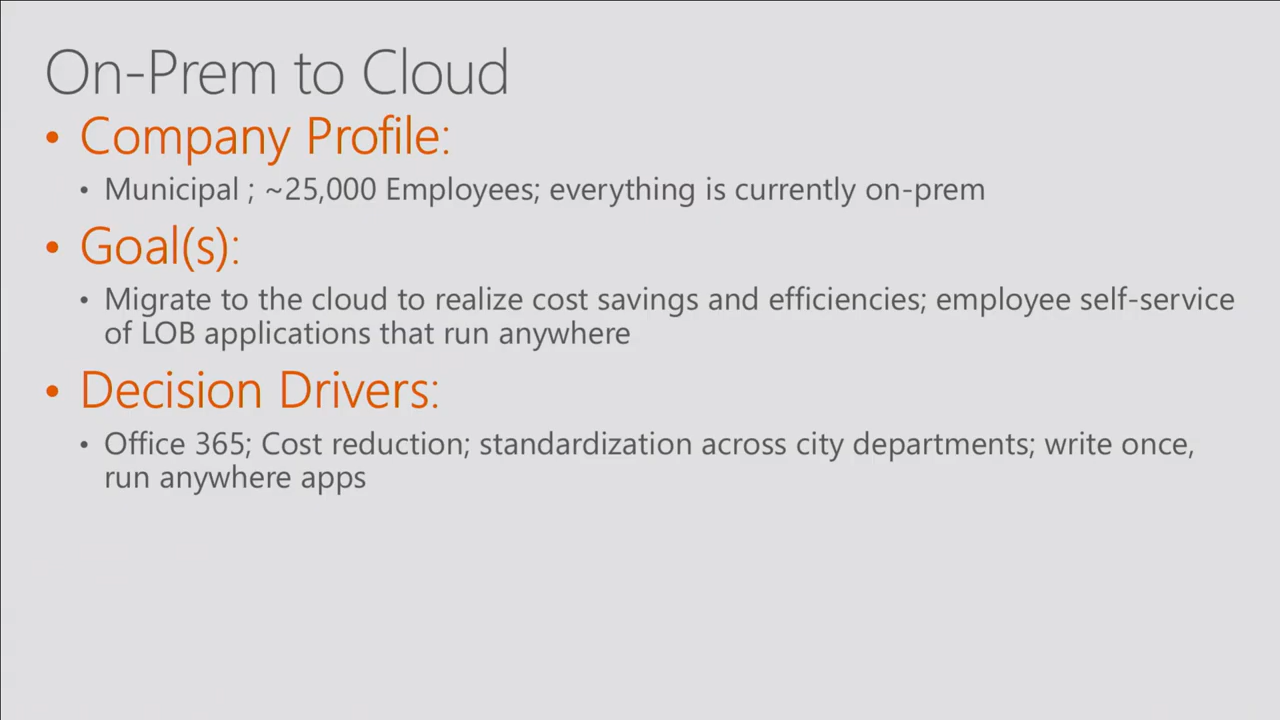 On-Prem to Cloud
• Company Profile:
• Municipal ; ~25,000 Employees; everything is currently on-prem
• Goal(s):
• Migrate to the cloud to realize cost savings and efficiencies; employee self-service
of LOB applications that run anywhere
• Decision Drivers:
• Office 365; Cost reduction; standardization across city departments; write once,
run anywhere apps